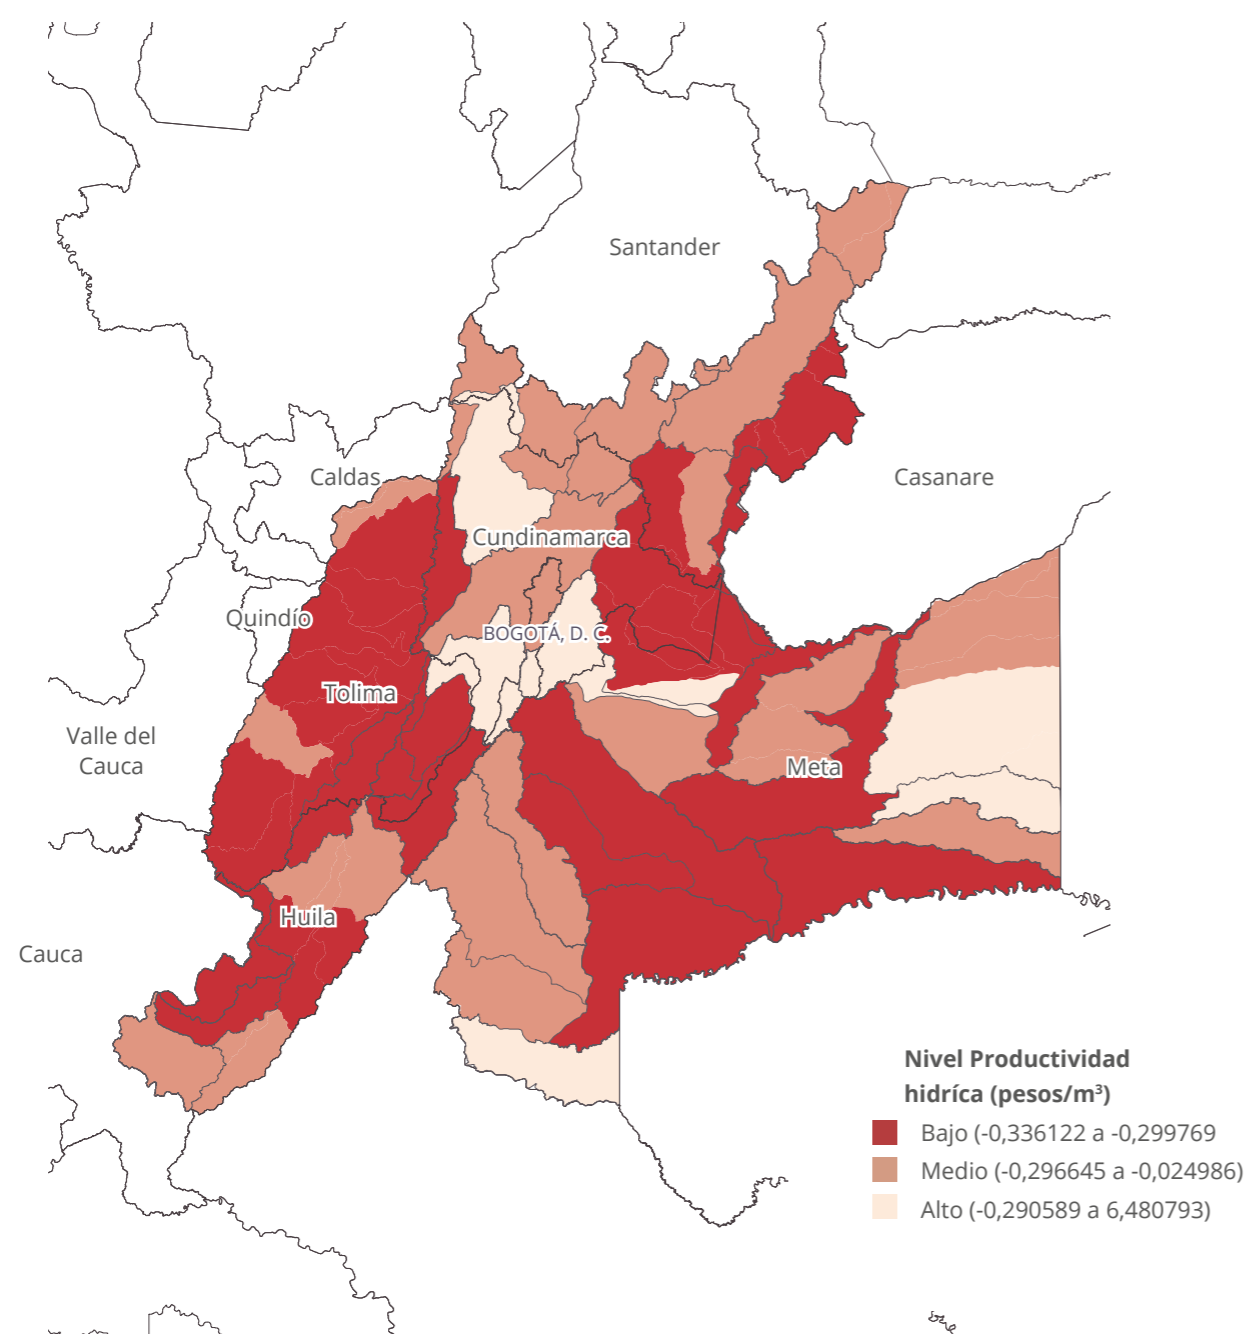 Santander
Caldas
Casanare
Cundinamarca
Quindío
BOGOTÁ, D. C.
Tolima
Valle del
Cauca
Meta
Huila
Cauca
Nivel Productividad
hidríca (pesos/m³)
Bajo (-0,336122 a -0,299769
Medio (-0,296645 a -0,024986)
Alto (-0,290589 a 6,480793)